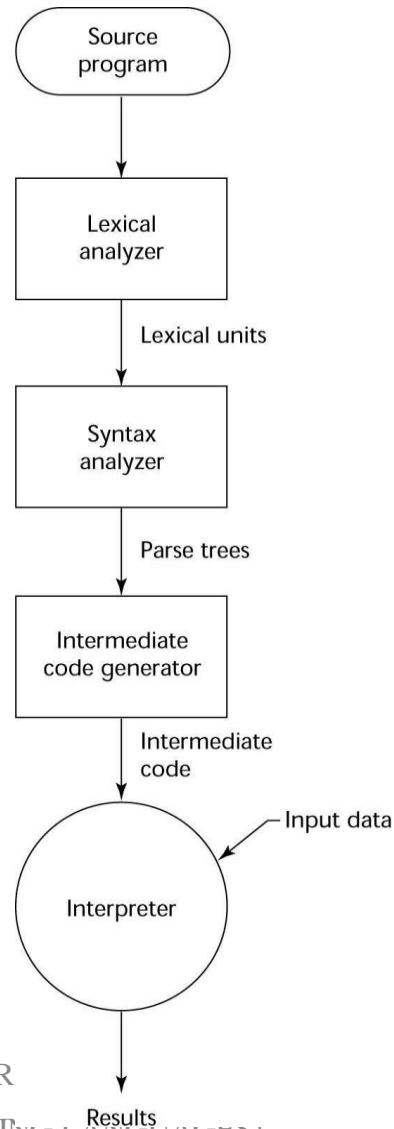 Source
program
Lexical
analyzer
Lexical units
Syntax
analyzer
Parse trees
Intermediate
code generator
Intermediate
code
Input data
Interpreter
R
Results